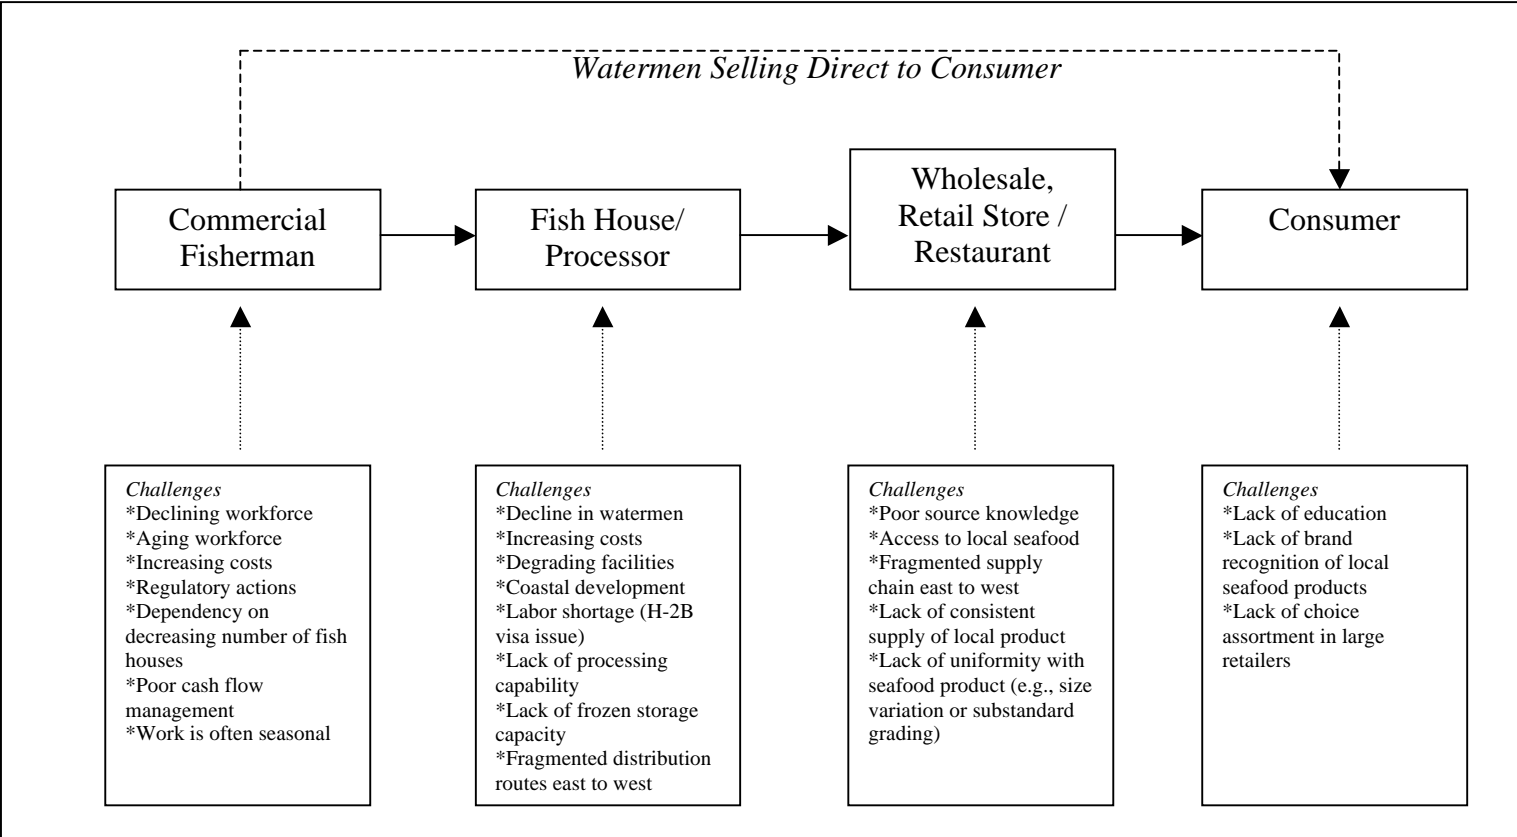 Watermen Selling Direct to Consumer
Commercial
Fisherman
Fish House/
Processor
Wholesale,
Retail Store /
Restaurant
Consumer
Challenges
*Declining workforce
*Aging workforce
*Increasing costs
*Regulatory actions
*Dependency on
decreasing number of fish
houses
*Poor cash flow
management
*Work is often seasonal
Challenges
*Decline in watermen
*Increasing costs
*Degrading facilities
*Coastal development
*Labor shortage (H-2B
visa issue)
*Lack of processing
capability
*Lack of frozen storage
capacity
*Fragmented distribution
routes east to west
Challenges
*Poor source knowledge
*Access to local seafood
*Fragmented supply
chain east to west
*Lack of consistent
supply of local product
*Lack of uniformity with
seafood product (e.g., size
variation or substandard
grading)
Challenges
*Lack of education
*Lack of brand
recognition of local
seafood products
*Lack of choice
assortment in large
retailers